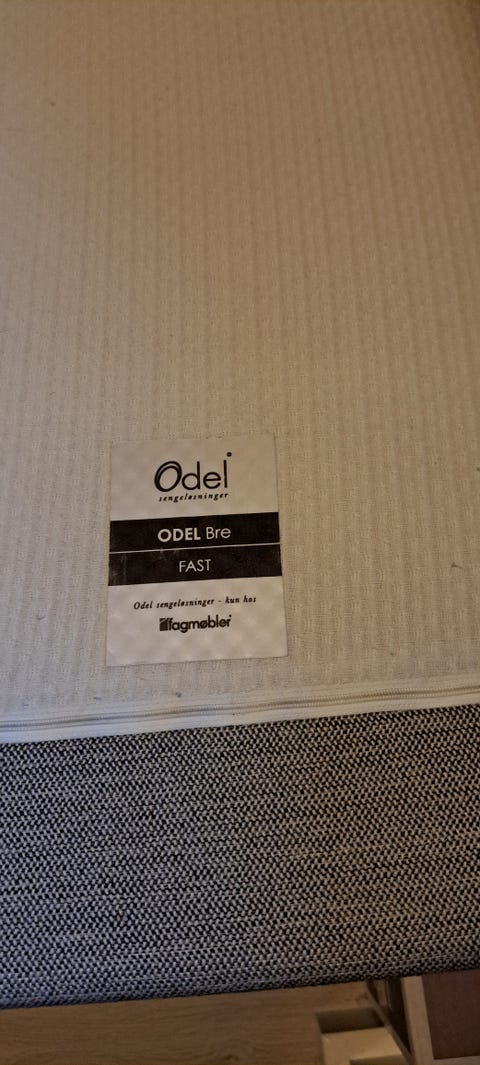 Odel
sengeløsninger
ODEL Bre
FAST
Odel sengeløsninger - kun hos
fagmøbler